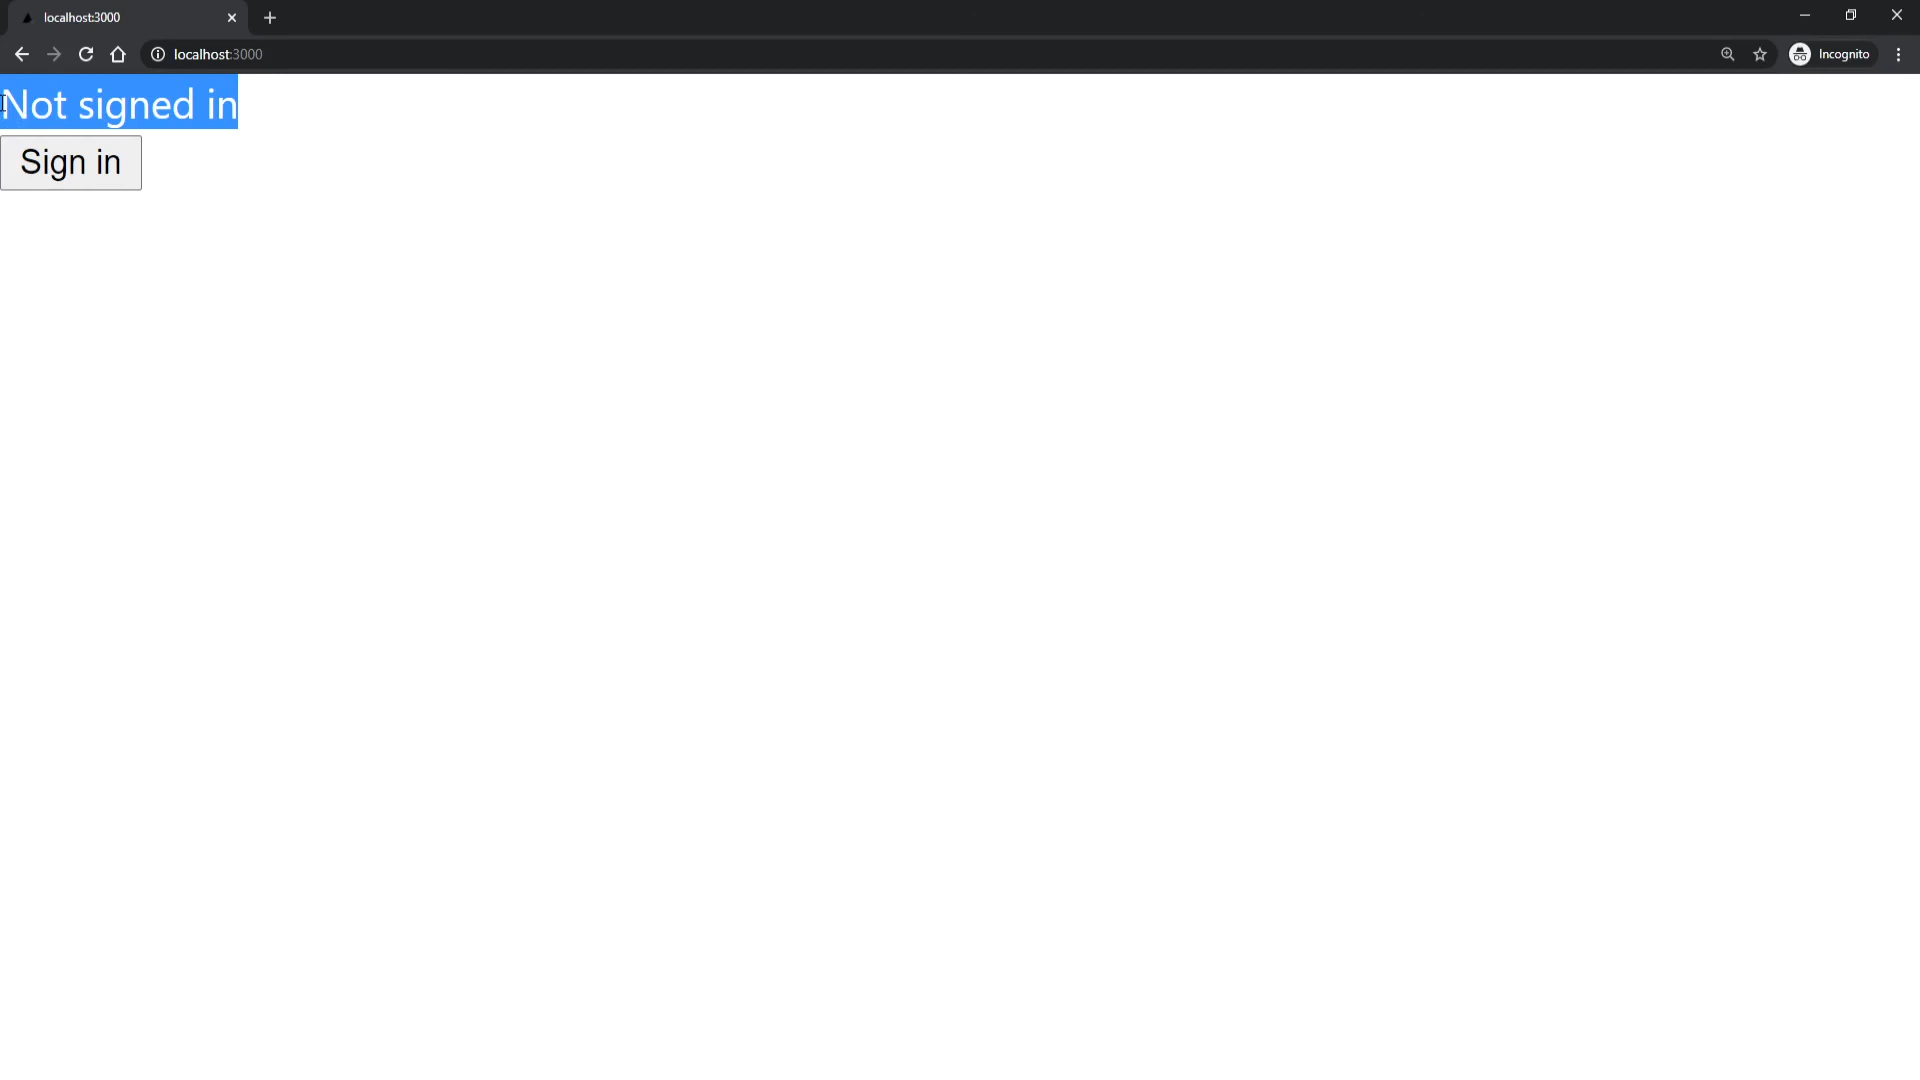 localhost:3000
localhost:3000
Incognito
Not signed in
Sign in